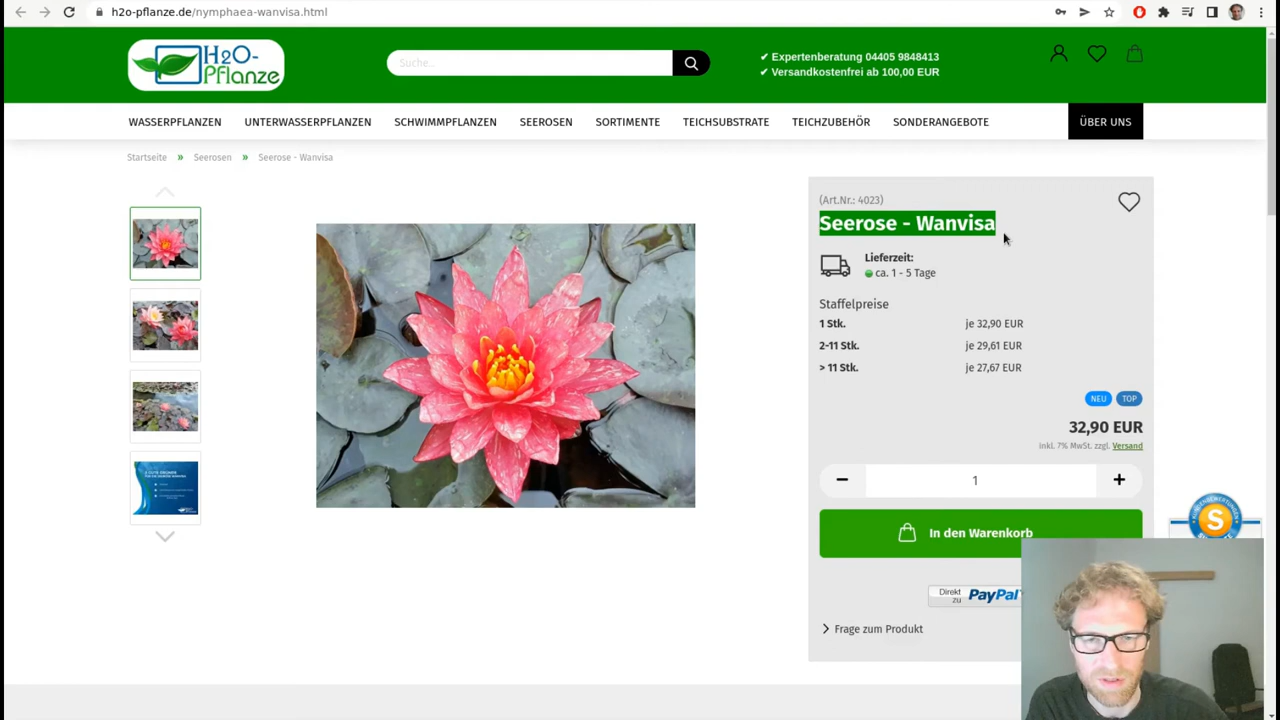 h2o-pflanze.de/nymphaea-wanvisa.html
H2O-
Pflanze
Suche...
✔ Expertenberatung 04405 9848413
✔ Versandkostenfrei ab 100,00 EUR
WASSERPFLANZEN UNTERWASSERPFLANZEN SCHWIMMPFLANZEN SEEROSEN SORTIMENTE TEICHSUBSTRATE TEICHZUBEHÖR SONDERANGEBOTE ÜBER UNS
Startseite » Seerosen » Seerose - Wanvisa
(Art.Nr.: 4023)
Seerose - Wanvisa
Lieferzeit:
ca. 1 - 5 Tage
Staffelpreise
1 Stk. je 32,90 EUR
2-11 Stk. je 29,61 EUR
> 11 Stk. je 27,67 EUR
NEU TOP
32,90 EUR
inkl. 7% MwSt. zzgl. Versand
− 1 +
In den Warenkorb
Direkt
zu PayPal
Frage zum Produkt
S